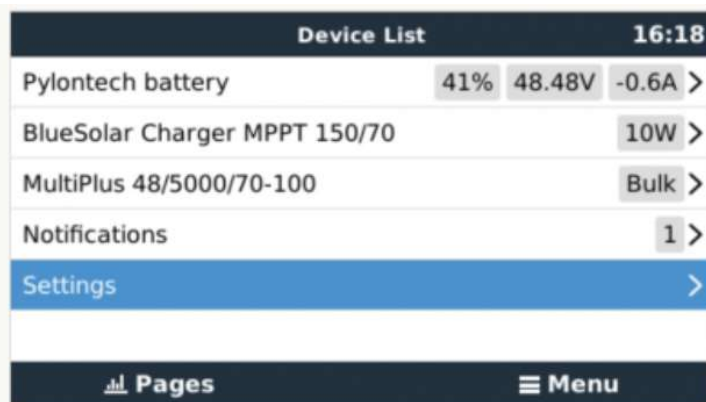 Device List 16:18
Pylontech battery 41% 48.48V -0.6A
BlueSolar Charger MPPT 150/70 10W
MultiPlus 48/5000/70-100 Bulk
Notifications 1
Settings
Pages Menu